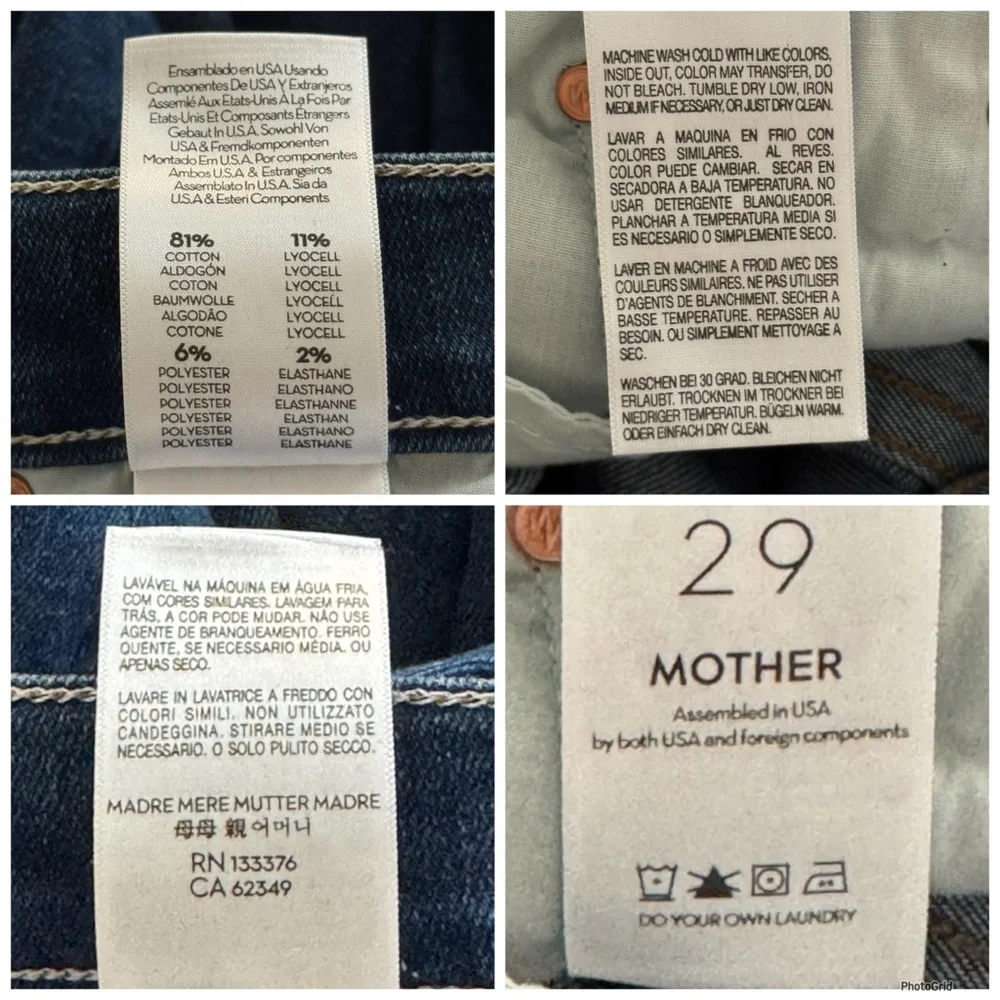 Ensamblado en USA Usando
Componentes De USA Y Extranjeros
Assemlé Aux Etats-Unis À La Fois Par
Etats-Unis Et Composants Étrangers
Gebaut In U.S.A. Sowohl Von
USA & Fremdkomponenten
Montado Em U.S.A. Por componentes
Ambos U.S.A & Estrangeiros
Assemblato In U.S.A. Sia da
U.S.A & Esteri Components
81% 11%
COTTON LYOCELL
ALDOGÓN LYOCELL
COTON LYOCELL
BAUMWOLLE LYOCELL
ALGODÃO LYOCELL
COTONE LYOCELL
6% 2%
POLYESTER ELASTHANE
POLYESTER ELASTHANO
POLYESTER ELASTHANNE
POLYESTER ELASTHAN
POLYESTER ELASTHANO
POLYESTER ELASTHANE
MACHINE WASH COLD WITH LIKE COLORS,
INSIDE OUT, COLOR MAY TRANSFER, DO
NOT BLEACH. TUMBLE DRY LOW, IRON
MEDIUM IF NECESSARY, OR JUST DRY CLEAN.
LAVAR A MAQUINA EN FRIO CON
COLORES SIMILARES. AL REVES.
COLOR PUEDE CAMBIAR. SECAR EN
SECADORA A BAJA TEMPERATURA. NO
USAR DETERGENTE BLANQUEADOR.
PLANCHAR A TEMPERATURA MEDIA SI
ES NECESARIO O SIMPLEMENTE SECO.
LAVER EN MACHINE A FROID AVEC DES
COULEURS SIMILAIRES. NE PAS UTILISER
D'AGENTS DE BLANCHIMENT. SECHER A
BASSE TEMPERATURE. REPASSER AU
BESOIN. OU SIMPLEMENT METTOYAGE A
SEC.
WASCHEN BEI 30 GRAD. BLEICHEN NICHT
ERLAUBT. TROCKNEN IM TROCKNER BEI
NIEDRIGER TEMPERATUR. BÜGELN WARM.
ODER EINFACH DRY CLEAN.
LAVÁVEL NA MÁQUINA EM ÁGUA FRIA,
COM CORES SIMILARES. LAVAGEM PARA
TRÁS. A COR PODE MUDAR. NÃO USE
AGENTE DE BRANQUEAMENTO. FERRO
QUENTE, SE NECESSARIO MÉDIA. OU
APENAS SECO.
LAVARE IN LAVATRICE A FREDDO CON
COLORI SIMILI. NON UTILIZZATO
CANDEGGINA. STIRARE MEDIO SE
NECESSARIO. O SOLO PULITO SECCO.
MADRE MERE MUTTER MADRE
母母 親 어머니
RN 133376
CA 62349
29
MOTHER
Assembled in USA
by both USA and foreign components
DO YOUR OWN LAUNDRY
PhotoGrid